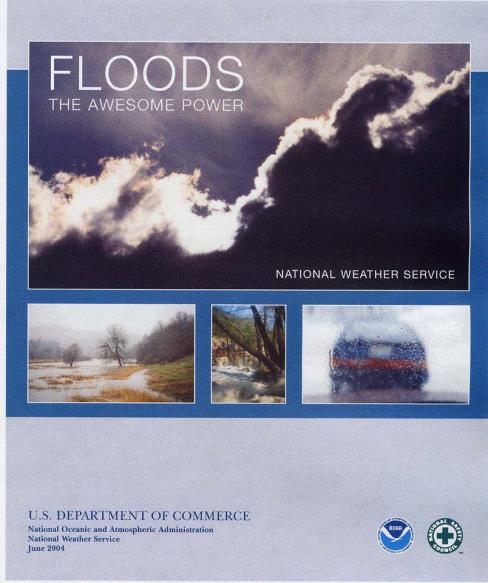 FLOODS
THE AWESOME POWER
NATIONAL WEATHER SERVICE
U.S. DEPARTMENT OF COMMERCE
National Oceanic and Atmospheric Administration
National Weather Service
June 2004
NOAA
NATIONAL SAFETY COUNCIL